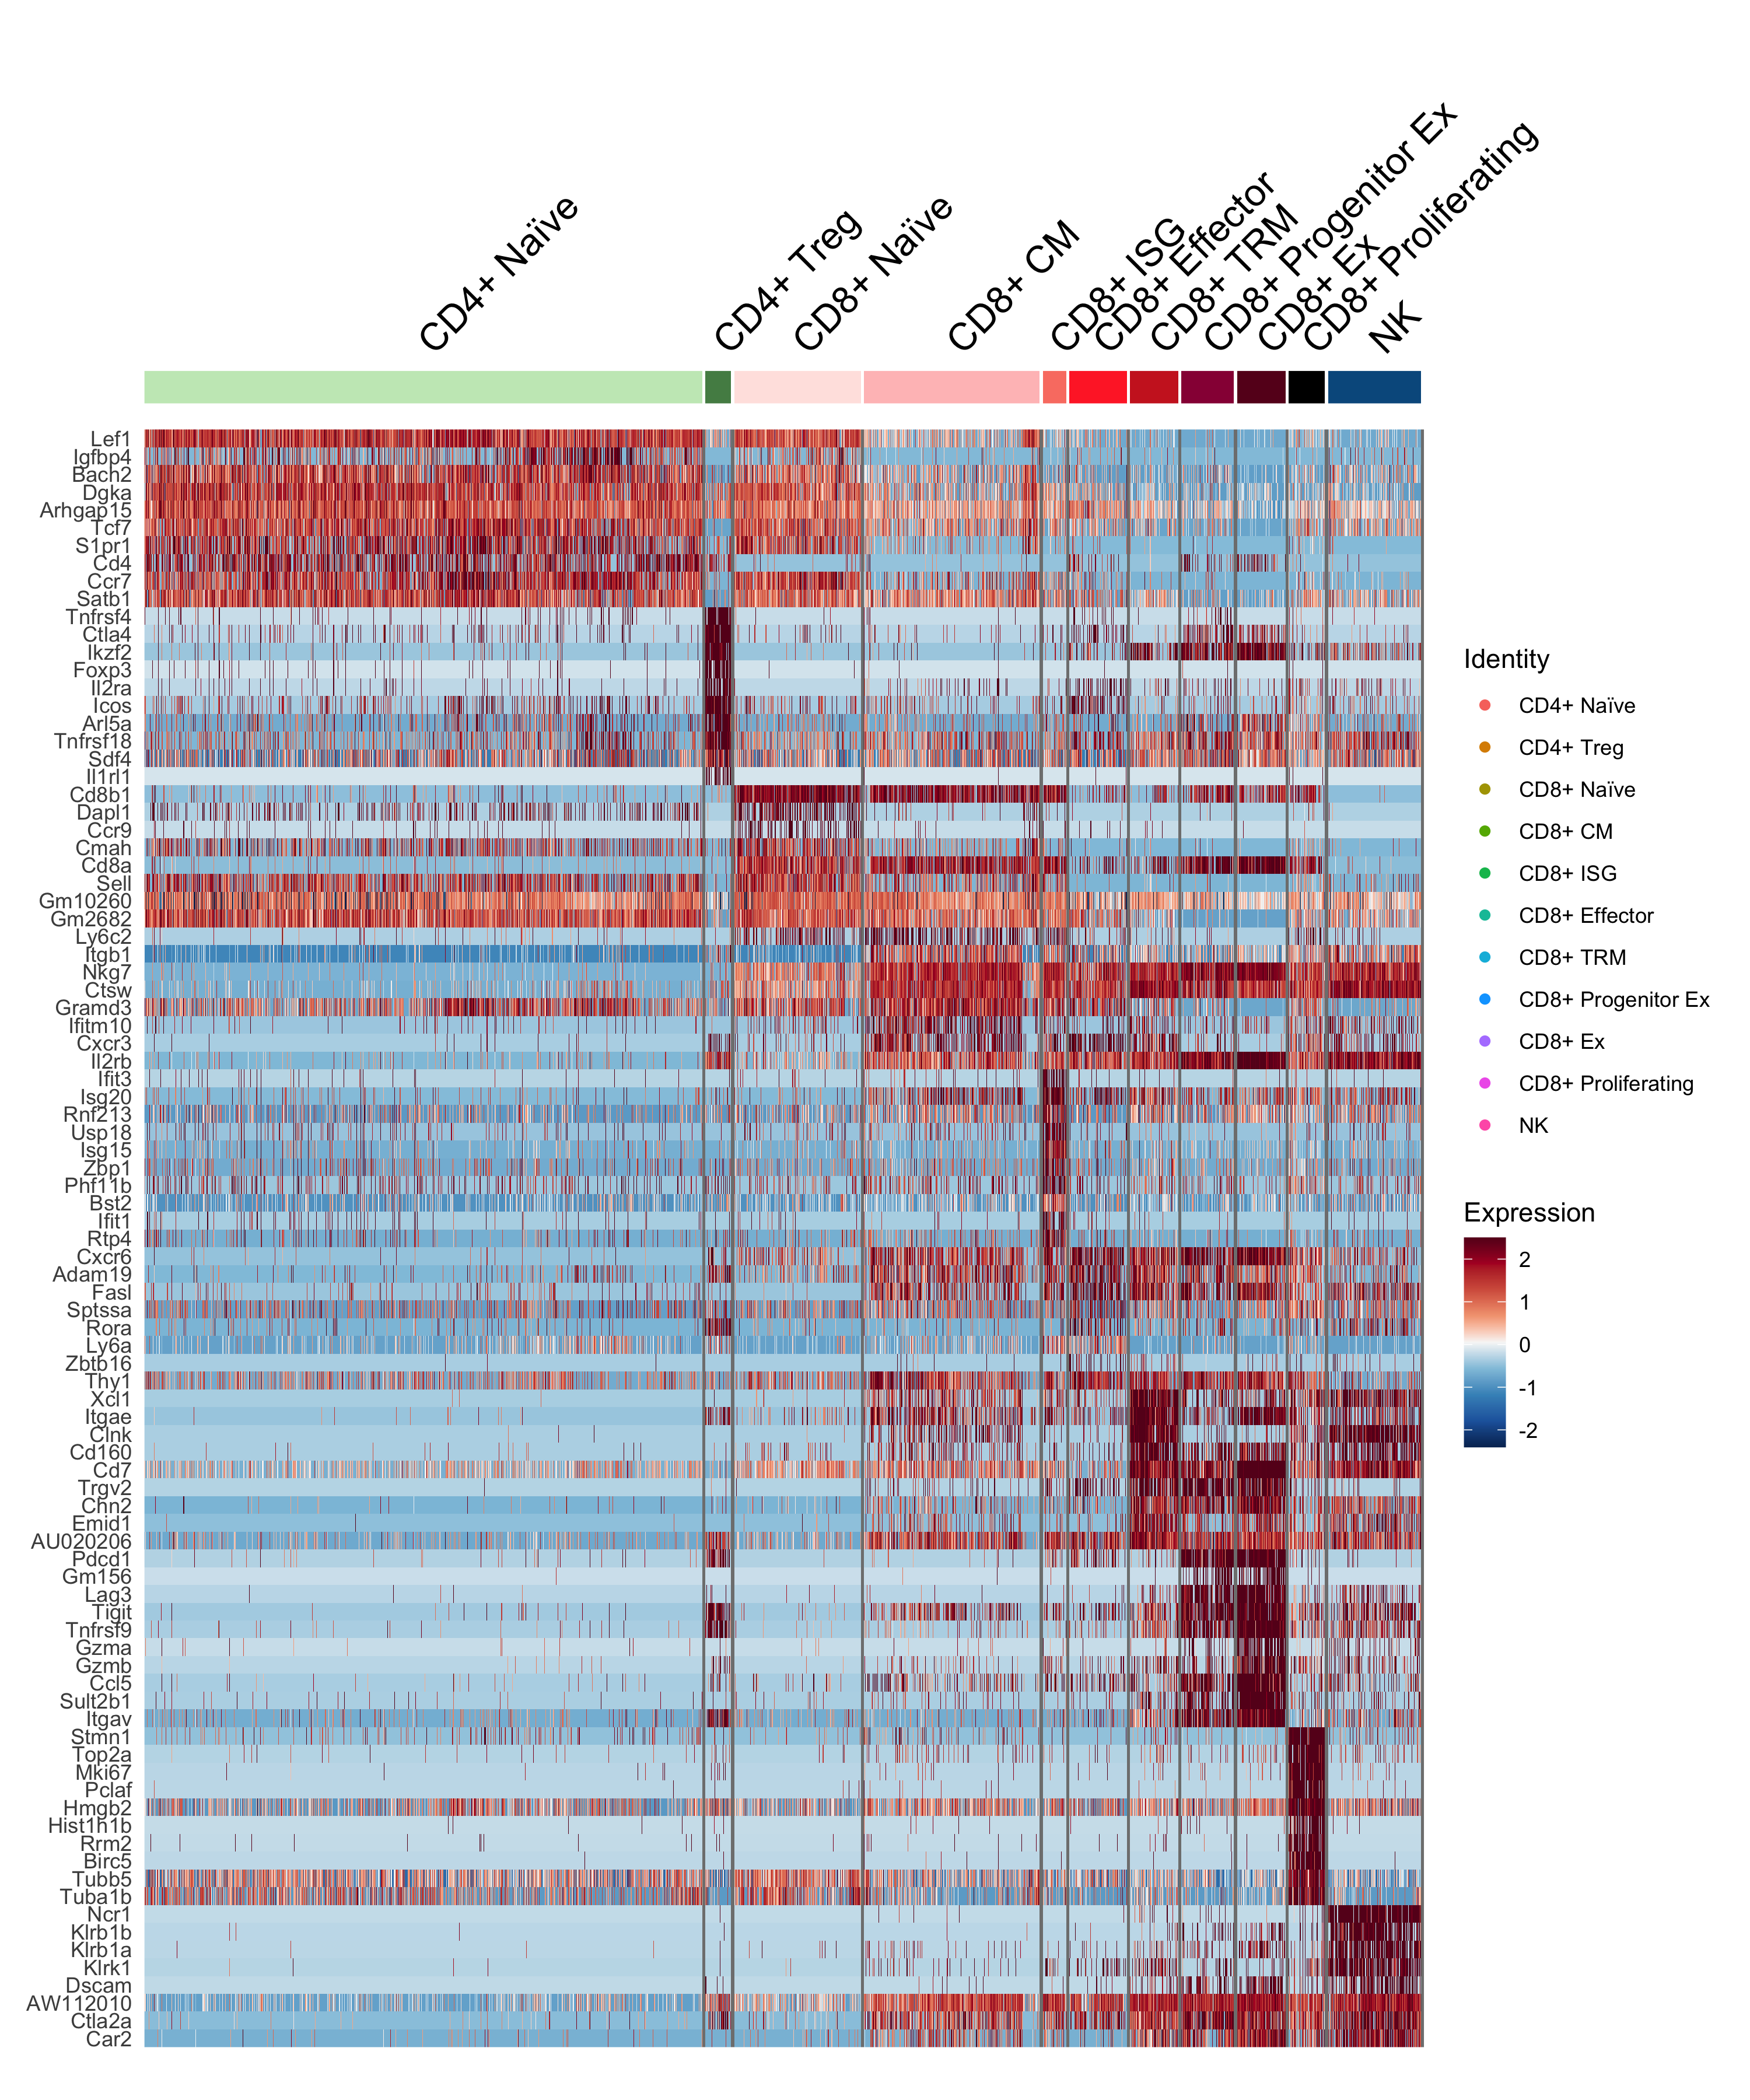 CD4+ Naïve
CD4+ Treg
CD8+ Naïve
CD8+ CM
CD8+ ISG
CD8+ Effector
CD8+ TRM
CD8+ Progenitor Ex
CD8+ Ex
CD8+ Proliferating
NK
Lef1
Igfbp4
Bach2
Dgka
Arhgap15
Tcf7
S1pr1
Cd4
Ccr7
Satb1
Tnfrsf4
Ctla4
Ikzf2
Foxp3
Il2ra
Icos
Arl5a
Tnfrsf18
Sdf4
Il1rl1
Cd8b1
Dapl1
Ccr9
Cmah
Cd8a
Sell
Gm10260
Gm2682
Ly6c2
Itgb1
Nkg7
Ctsw
Gramd3
Ifitm10
Cxcr3
Il2rb
Ifit3
Isg20
Rnf213
Usp18
Isg15
Zbp1
Phf11b
Bst2
Ifit1
Rtp4
Cxcr6
Adam19
Fasl
Sptssa
Rora
Ly6a
Zbtb16
Thy1
Xcl1
Itgae
Clnk
Cd160
Cd7
Trgv2
Chn2
Emid1
AU020206
Pdcd1
Gm156
Lag3
Tigit
Tnfrsf9
Gzma
Gzmb
Ccl5
Sult2b1
Itgav
Stmn1
Top2a
Mki67
Pclaf
Hmgb2
Hist1h1b
Rrm2
Birc5
Tubb5
Tuba1b
Ncr1
Klrb1b
Klrb1a
Klrk1
Dscam
AW112010
Ctla2a
Car2
Identity
CD4+ Naïve
CD4+ Treg
CD8+ Naïve
CD8+ CM
CD8+ ISG
CD8+ Effector
CD8+ TRM
CD8+ Progenitor Ex
CD8+ Ex
CD8+ Proliferating
NK
Expression
2
1
0
-1
-2